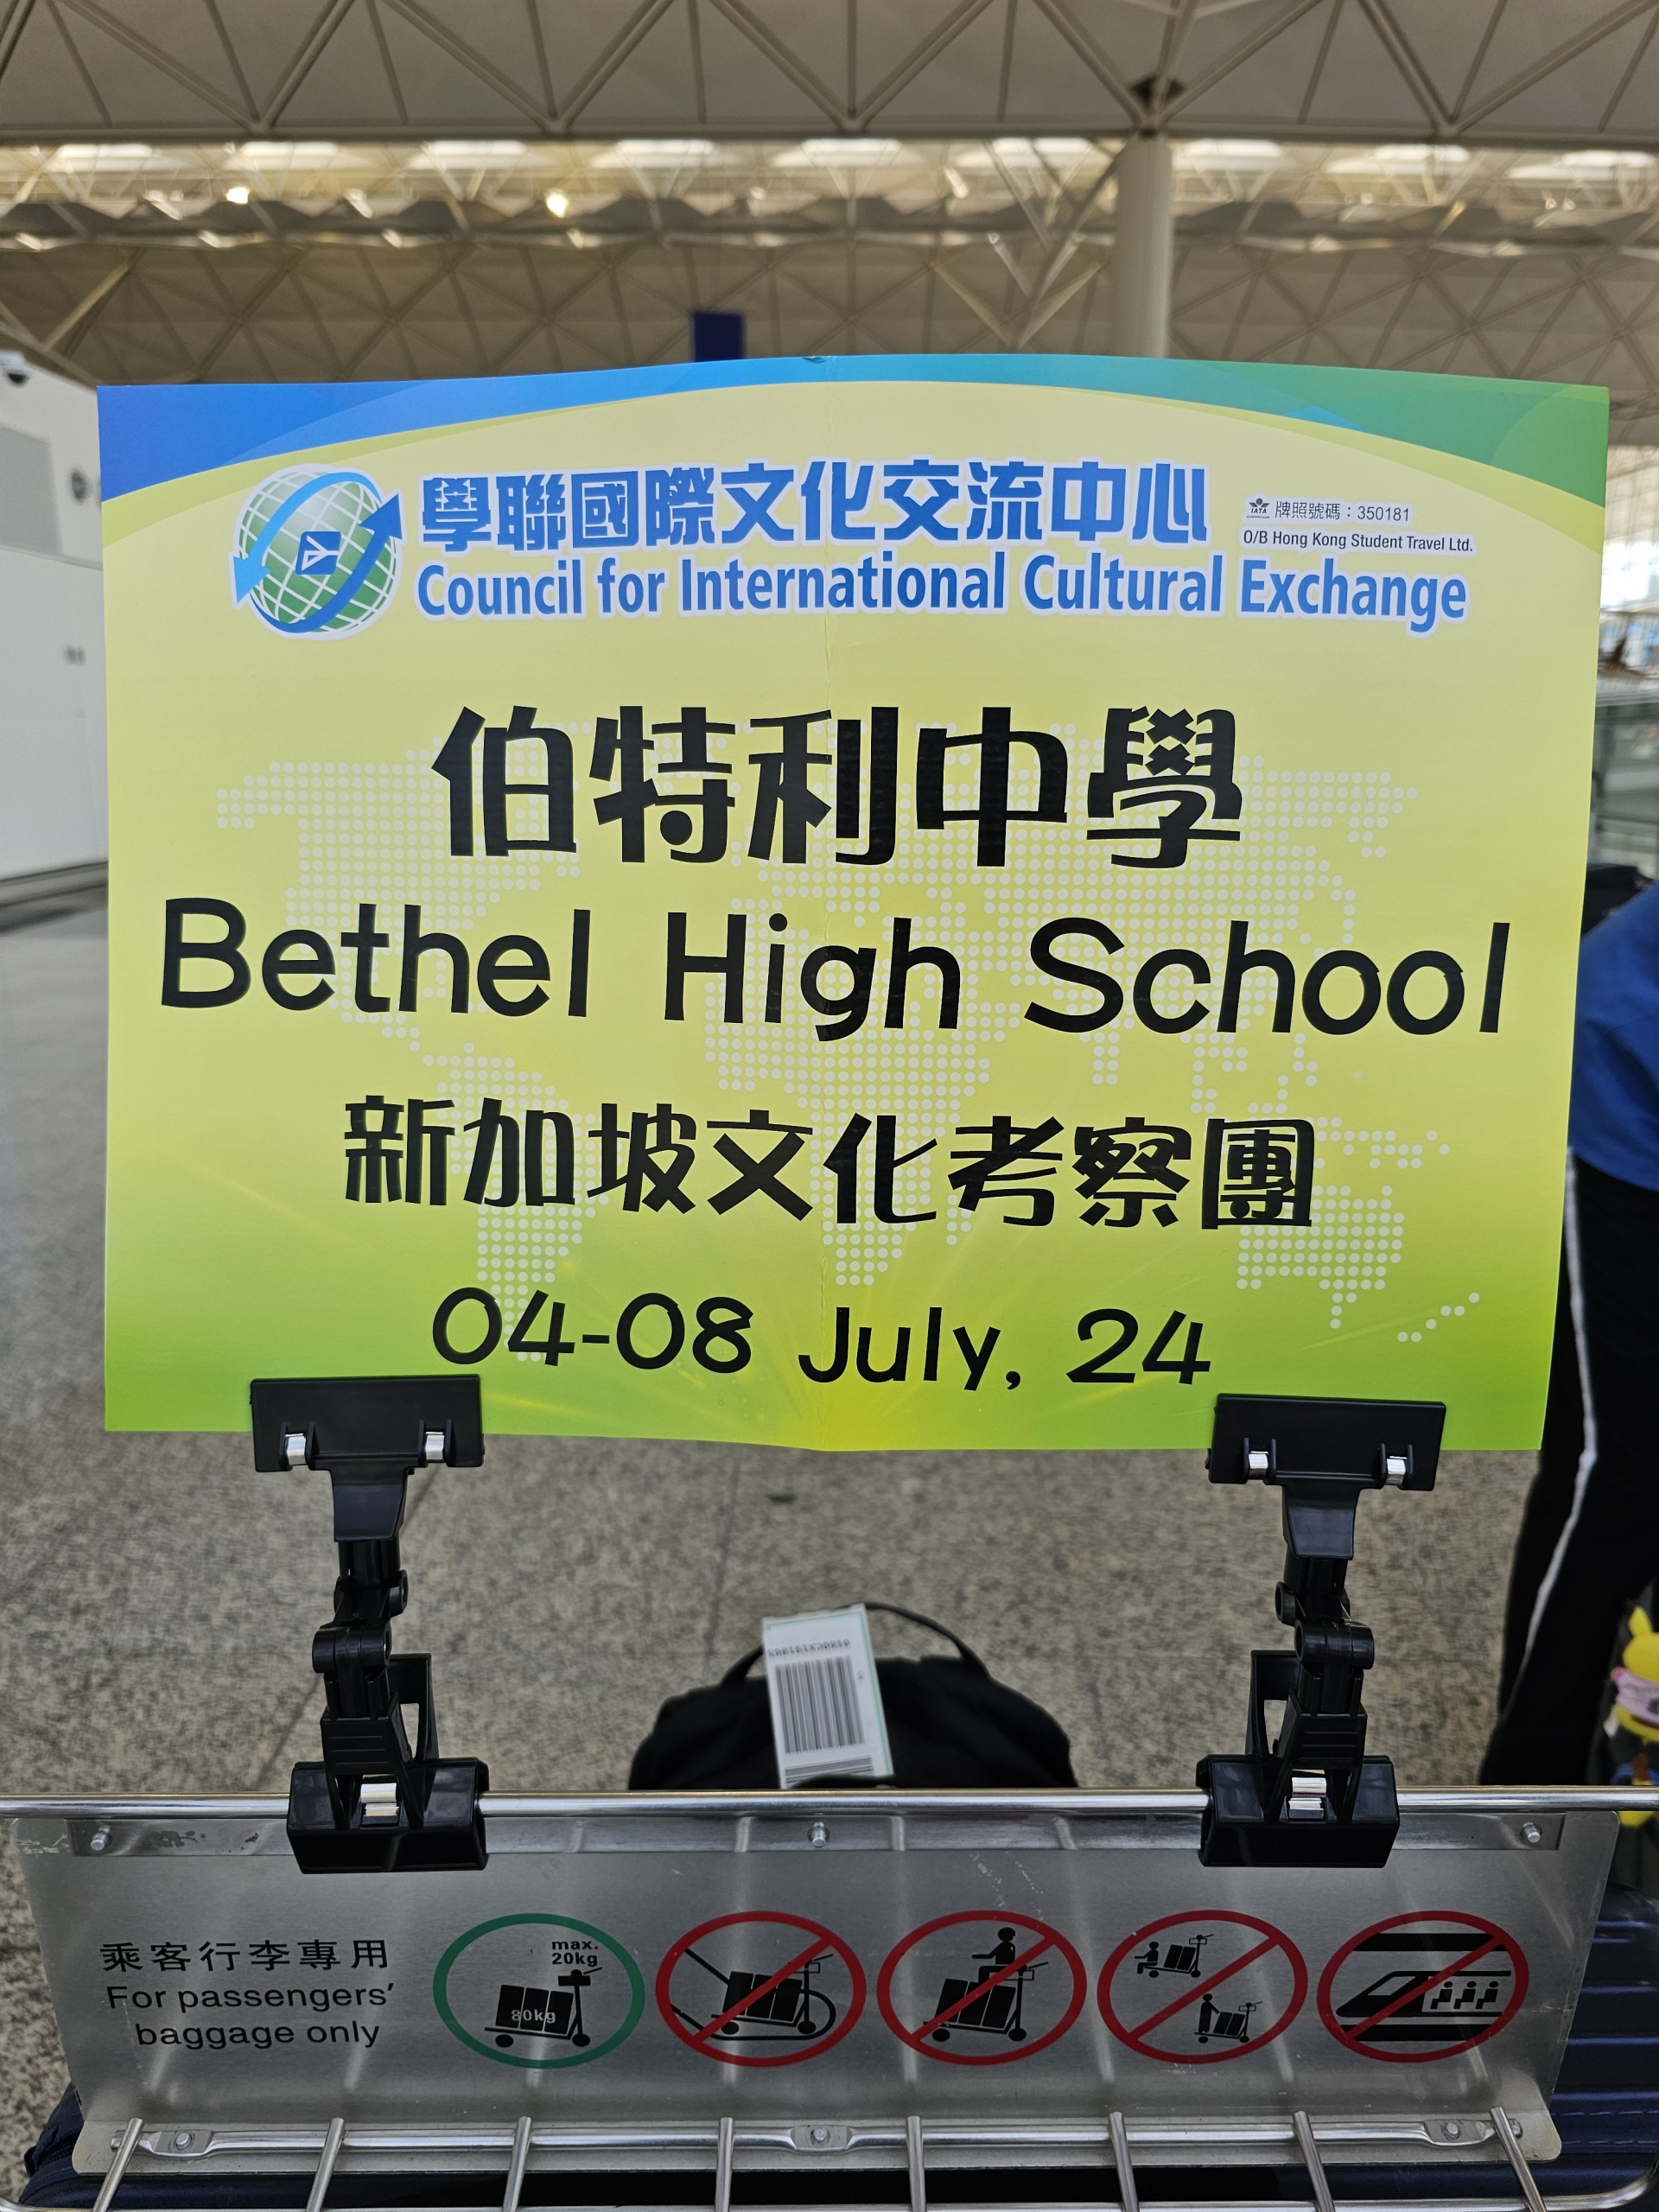 學聯國際文化交流中心
IATA 牌照號碼：350181
O/B Hong Kong Student Travel Ltd.
Council for International Cultural Exchange
伯特利中學
Bethel High School
新加坡文化考察團
04-08 July, 24
乘客行李專用
For passengers'
baggage only
max.
20kg
80kg